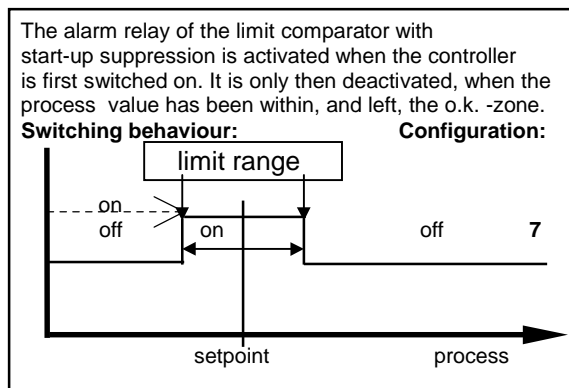 The alarm relay of the limit comparator with
start-up suppression is activated when the controller
is first switched on. It is only then deactivated, when the
process value has been within, and left, the o.k. -zone.
Switching behaviour: Configuration:
limit range
on
off on off 7
setpoint process